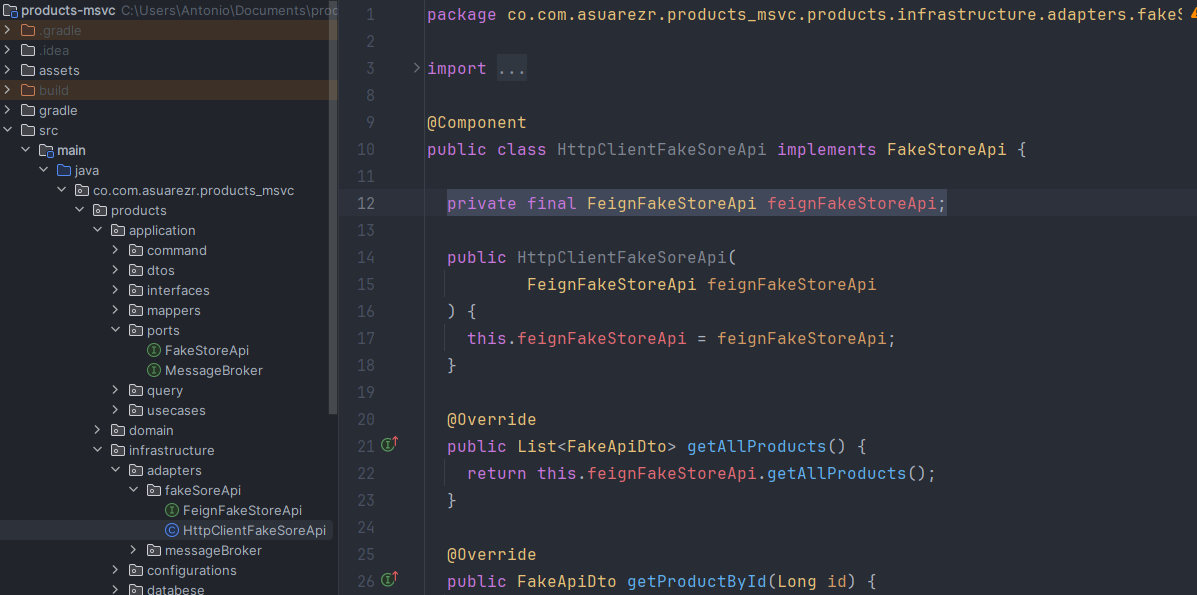 products-msvc C:\Users\Antonio\Documents\prod
.gradle
.idea
assets
build
gradle
src
main
java
co.com.asuarezr.products_msvc
products
application
command
dtos
interfaces
mappers
ports
FakeStoreApi
MessageBroker
query
usecases
domain
infrastructure
adapters
fakeSoreApi
FeignFakeStoreApi
HttpClientFakeSoreApi
messageBroker
configurations
databese
1 package co.com.asuarezr.products_msvc.products.infrastructure.adapters.fakeS
2
3 import ...
8
9 @Component
10 public class HttpClientFakeSoreApi implements FakeStoreApi {
11
12 private final FeignFakeStoreApi feignFakeStoreApi;
13
14 public HttpClientFakeSoreApi(
15 FeignFakeStoreApi feignFakeStoreApi
16 ) {
17 this.feignFakeStoreApi = feignFakeStoreApi;
18 }
19
20 @Override
21 public List<FakeApiDto> getAllProducts() {
22 return this.feignFakeStoreApi.getAllProducts();
23 }
24
25 @Override
26 public FakeApiDto getProductById(Long id) {